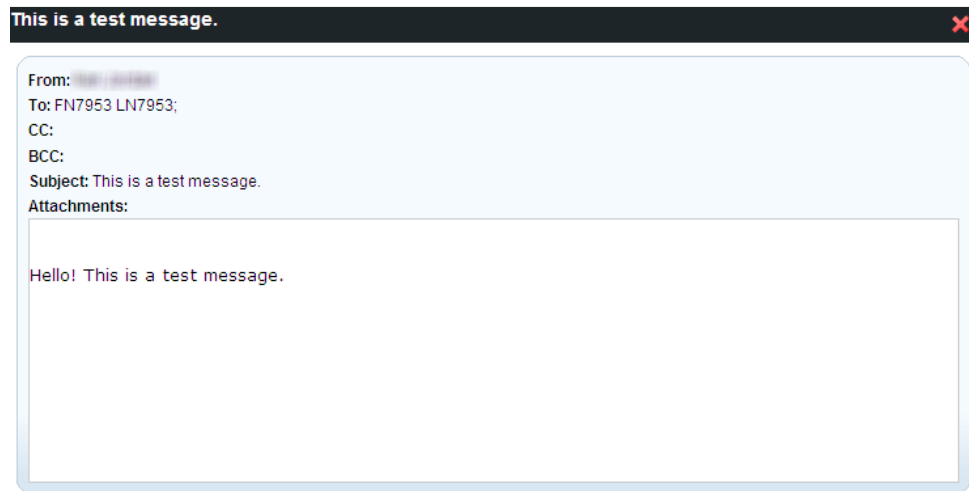 This is a test message.
From:
To: FN7953 LN7953;
CC:
BCC:
Subject: This is a test message.
Attachments:
Hello! This is a test message.